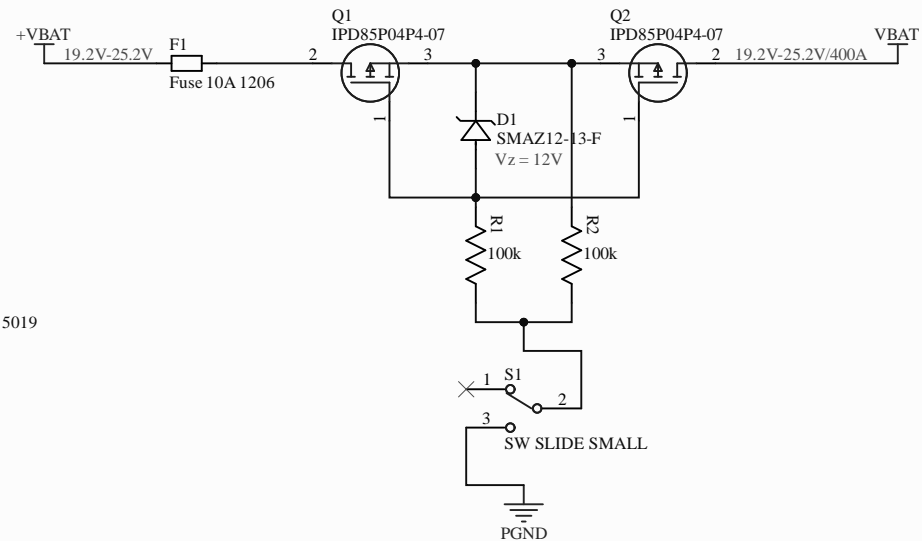 Q1
IPD85P04P4-07
Q2
IPD85P04P4-07
+VBAT
19.2V-25.2V
F1
Fuse 10A 1206
2
3
3
2
19.2V-25.2V/400A
VBAT
1
D1
SMAZ12-13-F
Vz = 12V
1
R1
100k
R2
100k
5019
1
S1
2
3
SW SLIDE SMALL
PGND